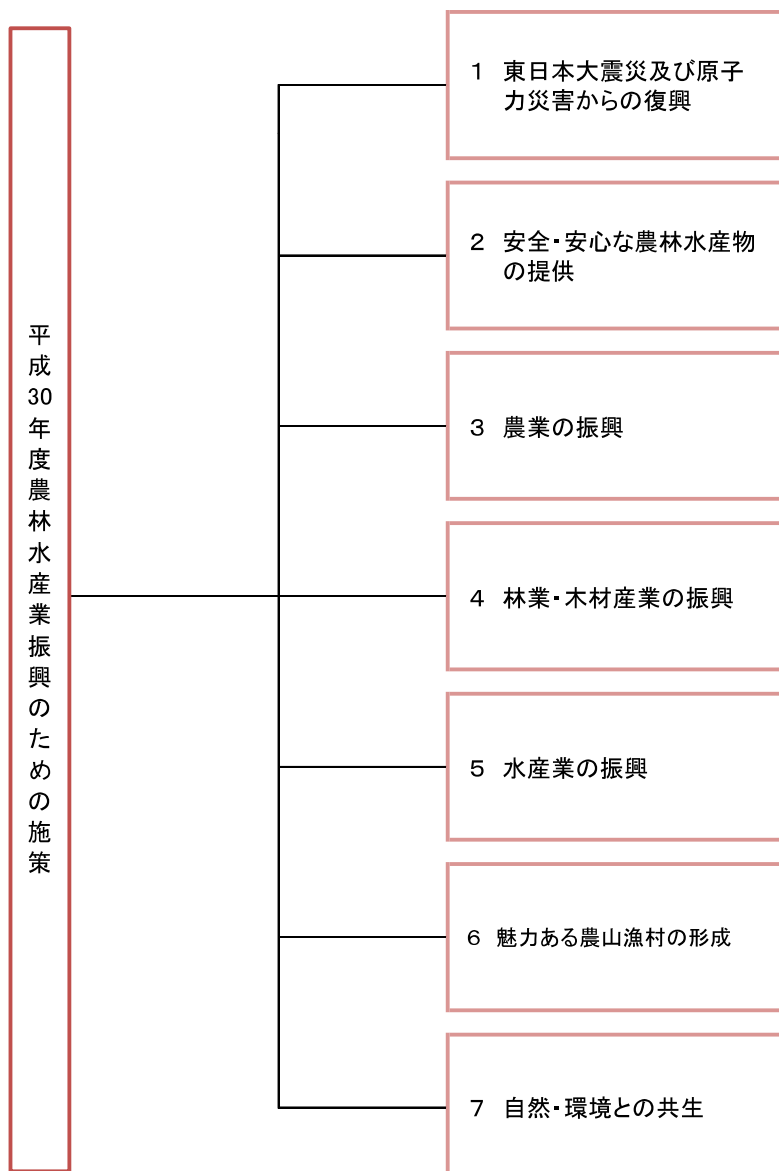 平成30年度農林水産業振興のための施策
1 東日本大震災及び原子
力災害からの復興
2 安全・安心な農林水産物
の提供
3 農業の振興
4 林業・木材産業の振興
5 水産業の振興
6 魅力ある農山漁村の形成
7 自然・環境との共生